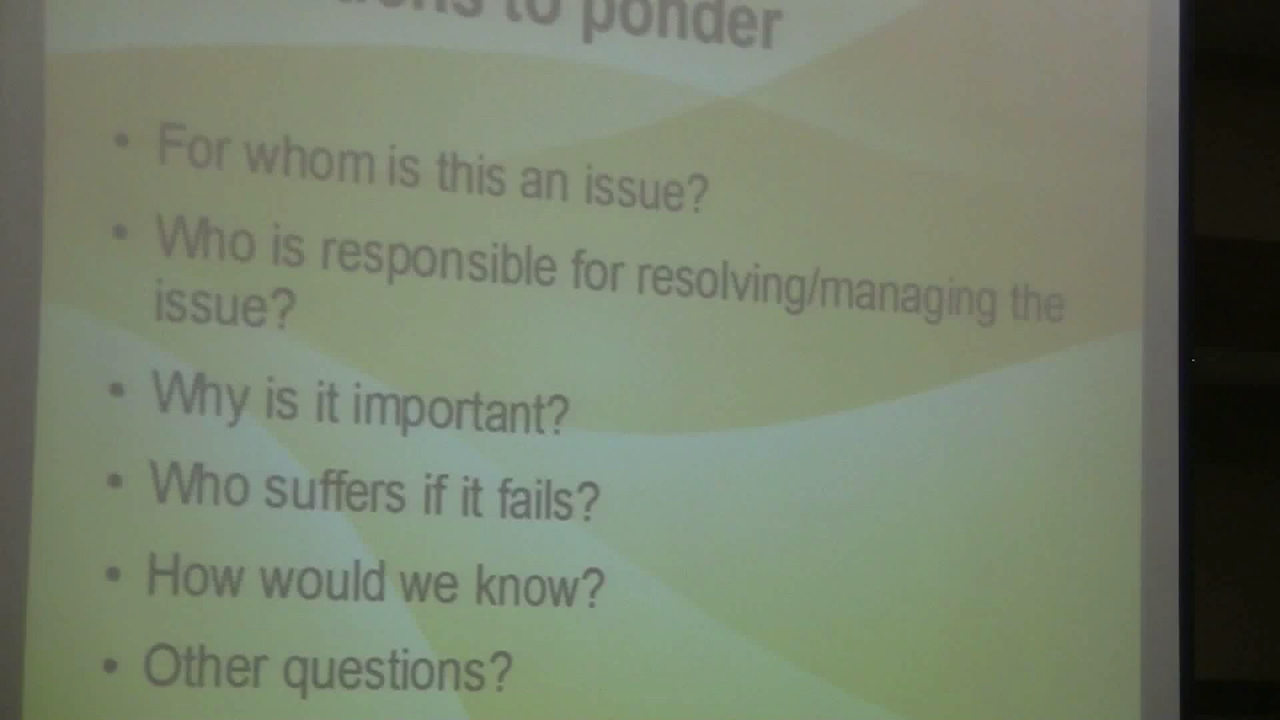 to ponder
• For whom is this an issue?
• Who is responsible for resolving/managing the
issue?
• Why is it important?
• Who suffers if it fails?
• How would we know?
• Other questions?